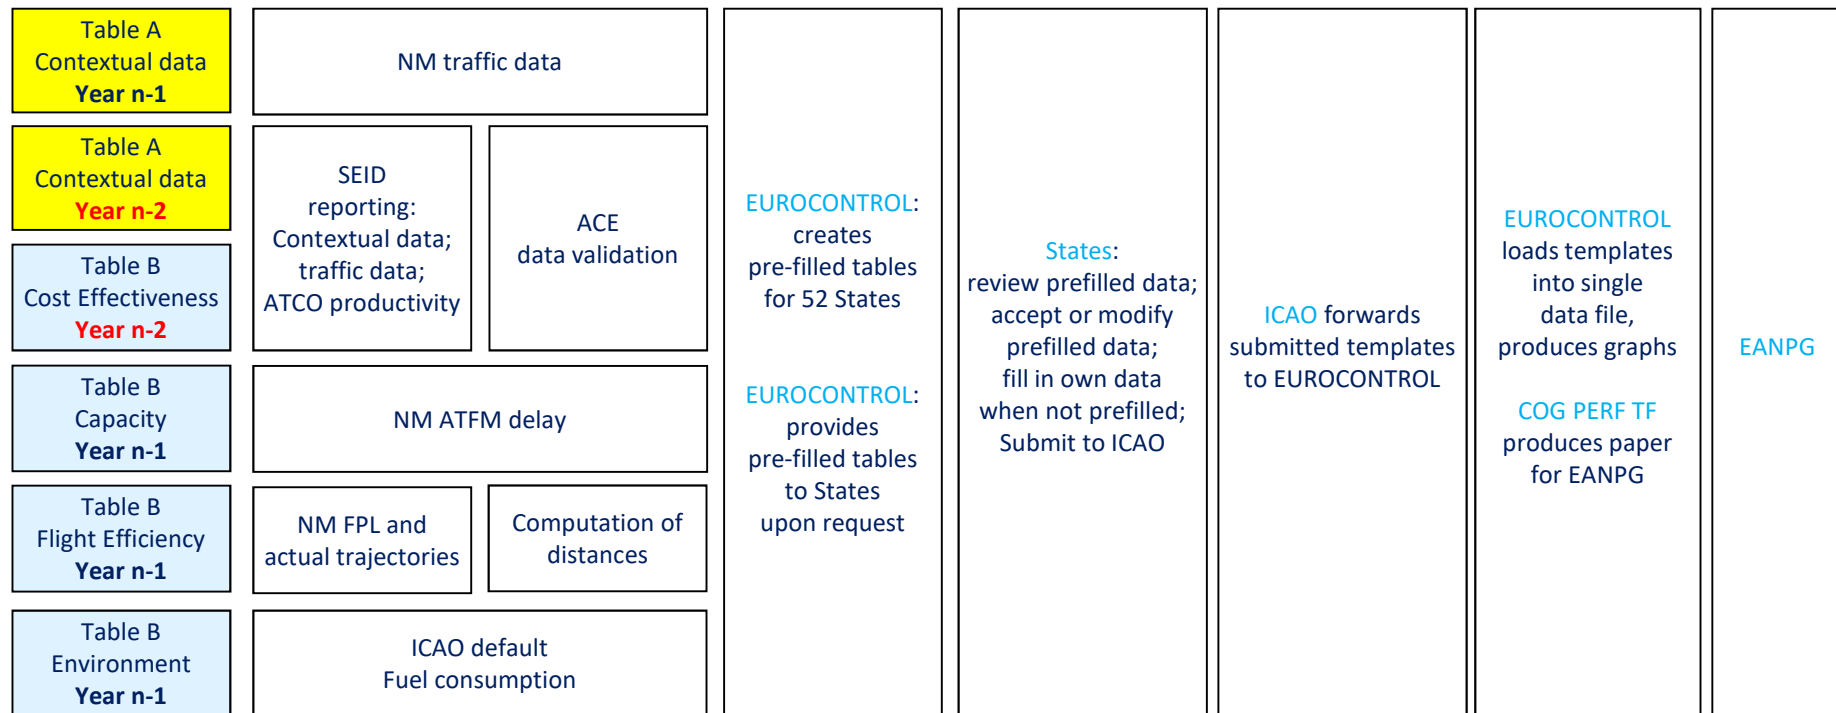 Table A
Contextual data
Year n-1
NM traffic data
Table A
Contextual data
Year n-2
SEID
reporting:
Contextual data;
traffic data;
ATCO productivity
ACE
data validation
Table B
Cost Effectiveness
Year n-2
Table B
Capacity
Year n-1
NM ATFM delay
Table B
Flight Efficiency
Year n-1
NM FPL and
actual trajectories
Computation of
distances
Table B
Environment
Year n-1
ICAO default
Fuel consumption
EUROCONTROL:
creates
pre-filled tables
for 52 States
EUROCONTROL:
provides
pre-filled tables
to States
upon request
States:
review prefilled data;
accept or modify
prefilled data;
fill in own data
when not prefilled;
Submit to ICAO
ICAO forwards
submitted templates
to EUROCONTROL
EUROCONTROL
loads templates
into single
data file,
produces graphs
COG PERF TF
produces paper
for EANPG
EANPG